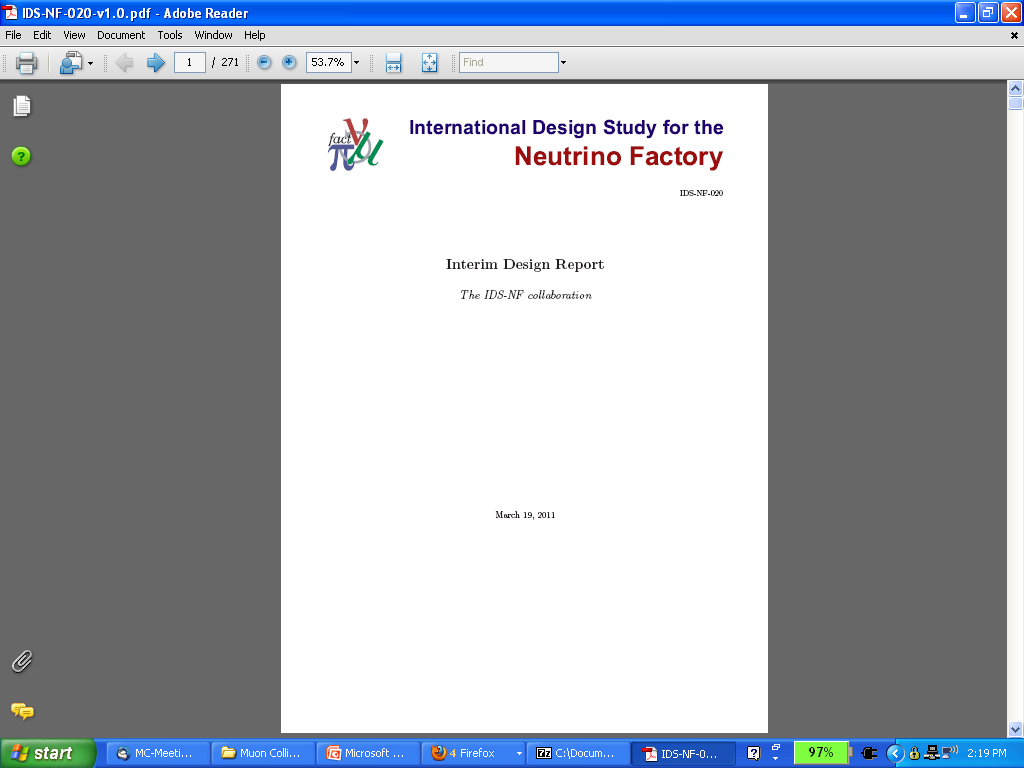 IDS-NF-020-v1.0.pdf - Adobe Reader
File Edit View Document Tools Window Help
1 / 271 53.7% Find
International Design Study for the
fact
Neutrino Factory
IDS-NF-020
Interim Design Report
The IDS-NF collaboration
March 19, 2011
start MC-Meeti... Muon Colli... Microsoft ... 4 Firefox C:\Docum... IDS-NF-0... 97% 2:19 PM